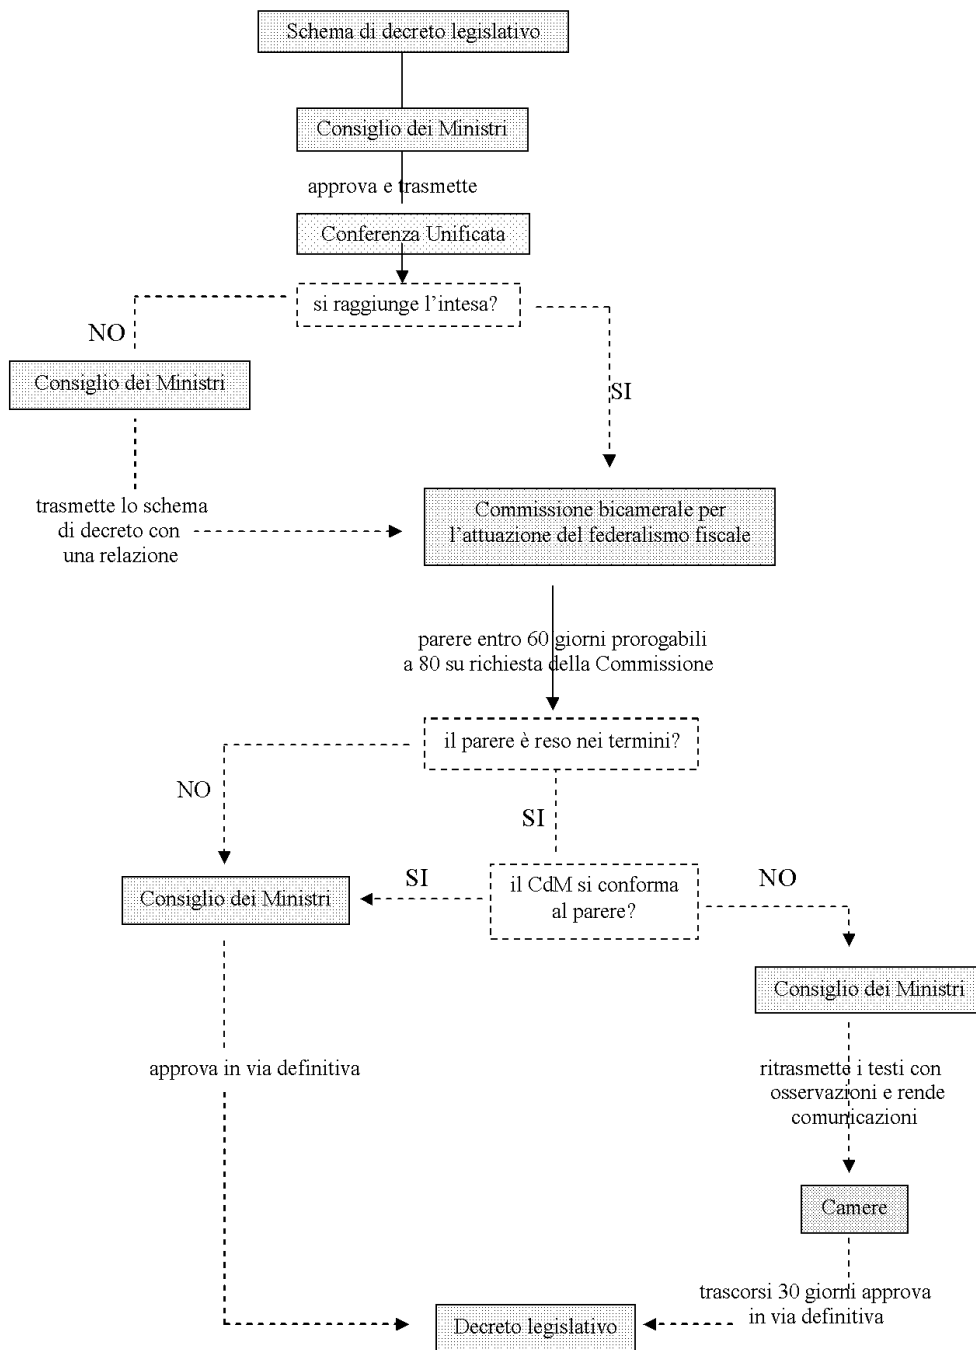 Schema di decreto legislativo
Consiglio dei Ministri
approva e trasmette
Conferenza Unificata
si raggiunge l'intesa?
NO
Consiglio dei Ministri
SI
trasmette lo schema
di decreto con
una relazione
Commissione bicamerale per
l'attuazione del federalismo fiscale
parere entro 60 giorni prorogabili
a 80 su richiesta della Commissione
il parere è reso nei termini?
NO
SI
Consiglio dei Ministri
SI
il CdM si conforma
al parere?
NO
Consiglio dei Ministri
approva in via definitiva
ritrasmette i testi con
osservazioni e rende
comunicazioni
Camere
trascorsi 30 giorni approva
in via definitiva
Decreto legislativo